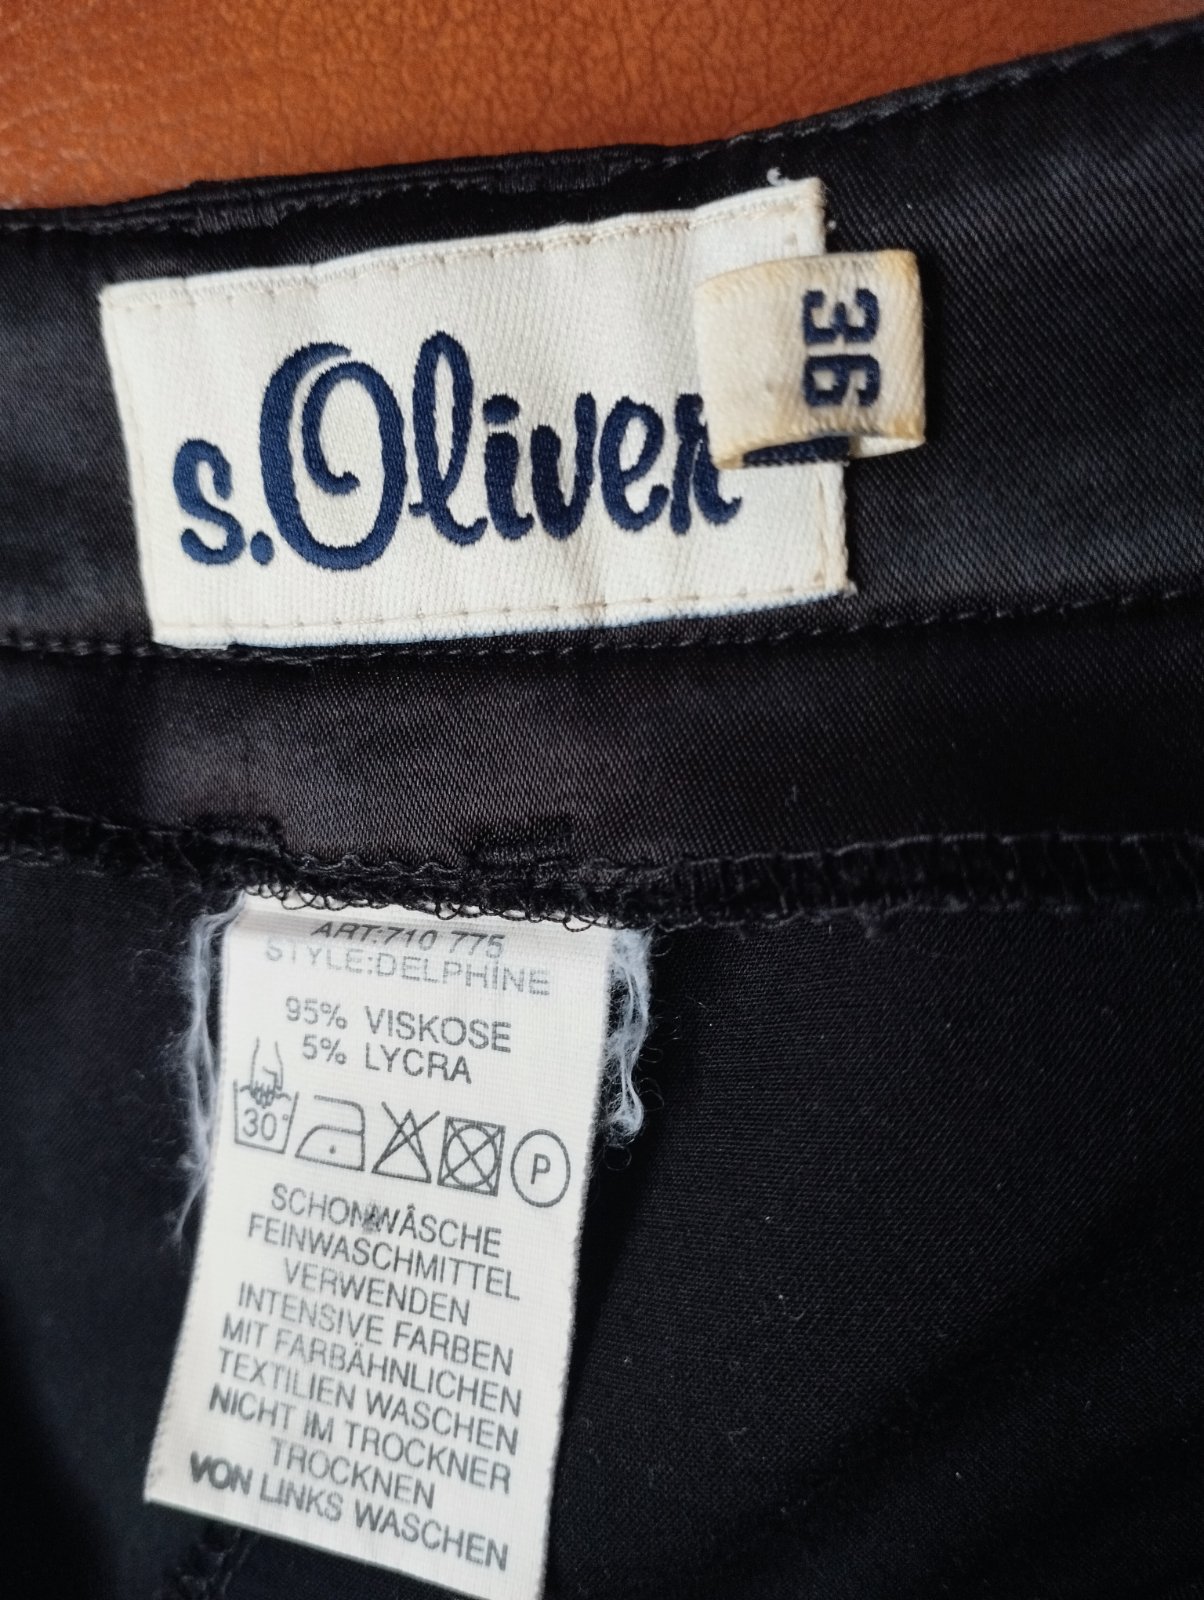 s.Oliver
36
ART:710 775
STYLE:DELPHINE
95% VISKOSE
5% LYCRA
30°
P
SCHONWÄSCHE
FEINWASCHMITTEL
VERWENDEN
INTENSIVE FARBEN
MIT FARBÄHNLICHEN
TEXTILIEN WASCHEN
NICHT IM TROCKNER
TROCKNEN
VON LINKS WASCHEN